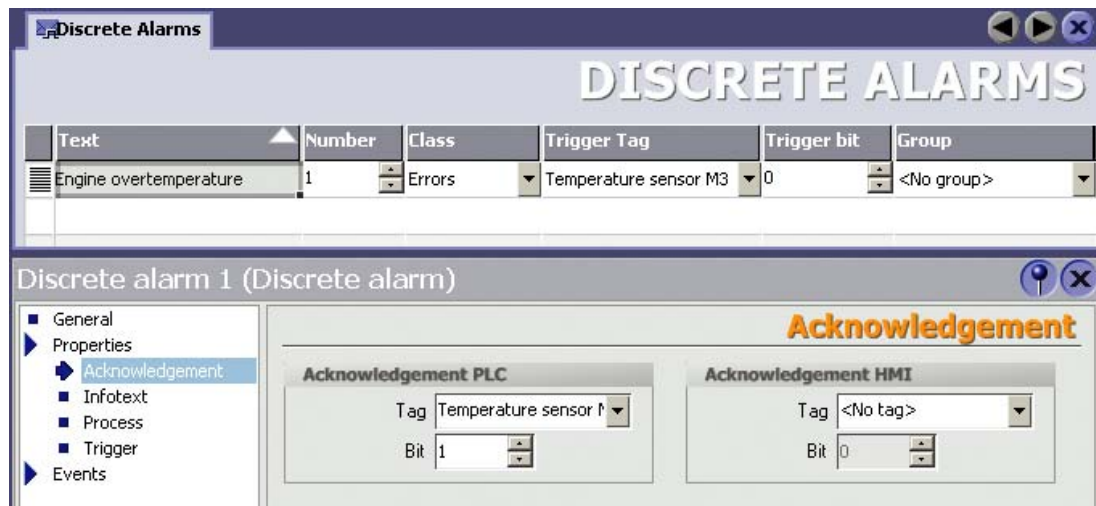 Discrete Alarms
DISCRETE ALARMS
Text Number Class Trigger Tag Trigger bit Group
Engine overtemperature 1 Errors Temperature sensor M3 0 <No group>
Discrete alarm 1 (Discrete alarm)
General
Properties
Acknowledgement
Infotext
Process
Trigger
Events
Acknowledgement
Acknowledgement PLC
Tag Temperature sensor
Bit 1
Acknowledgement HMI
Tag <No tag>
Bit 0